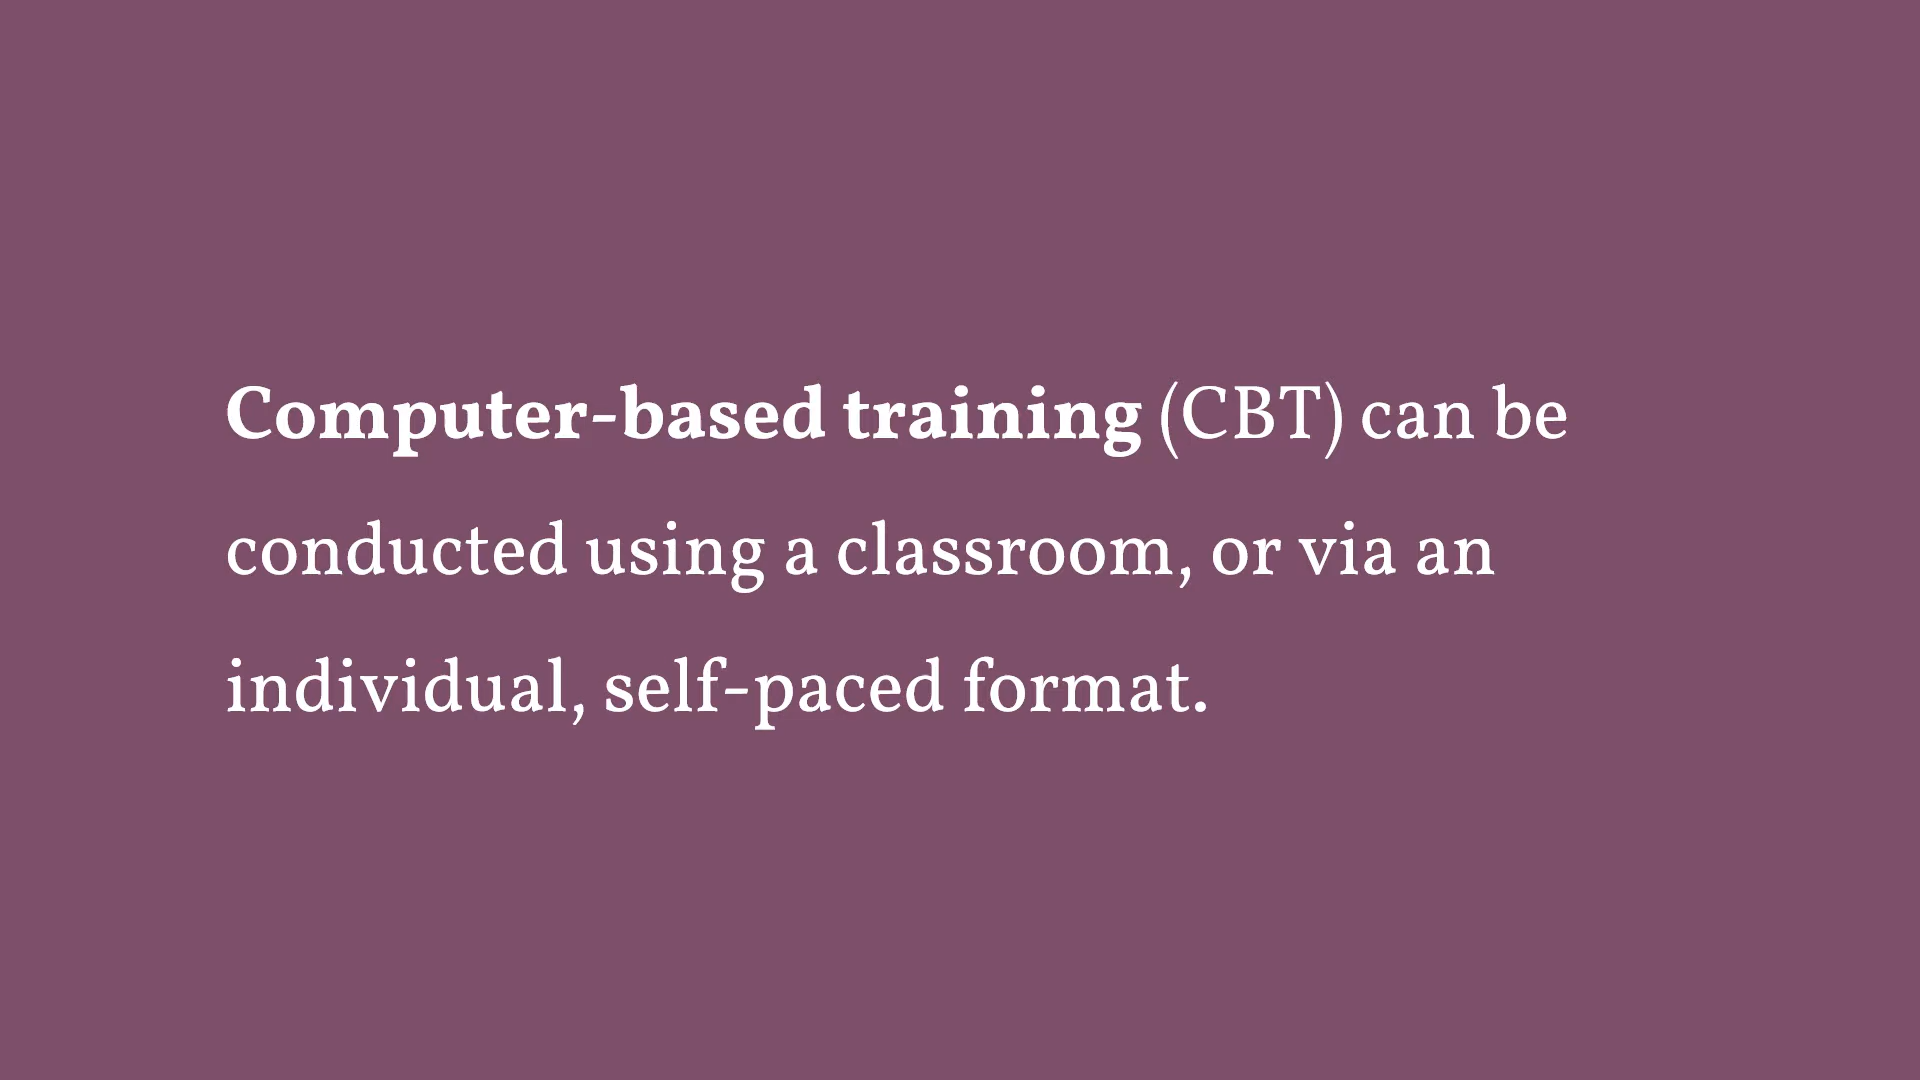 Computer-based training (CBT) can be
conducted using a classroom, or via an
individual, self-paced format.